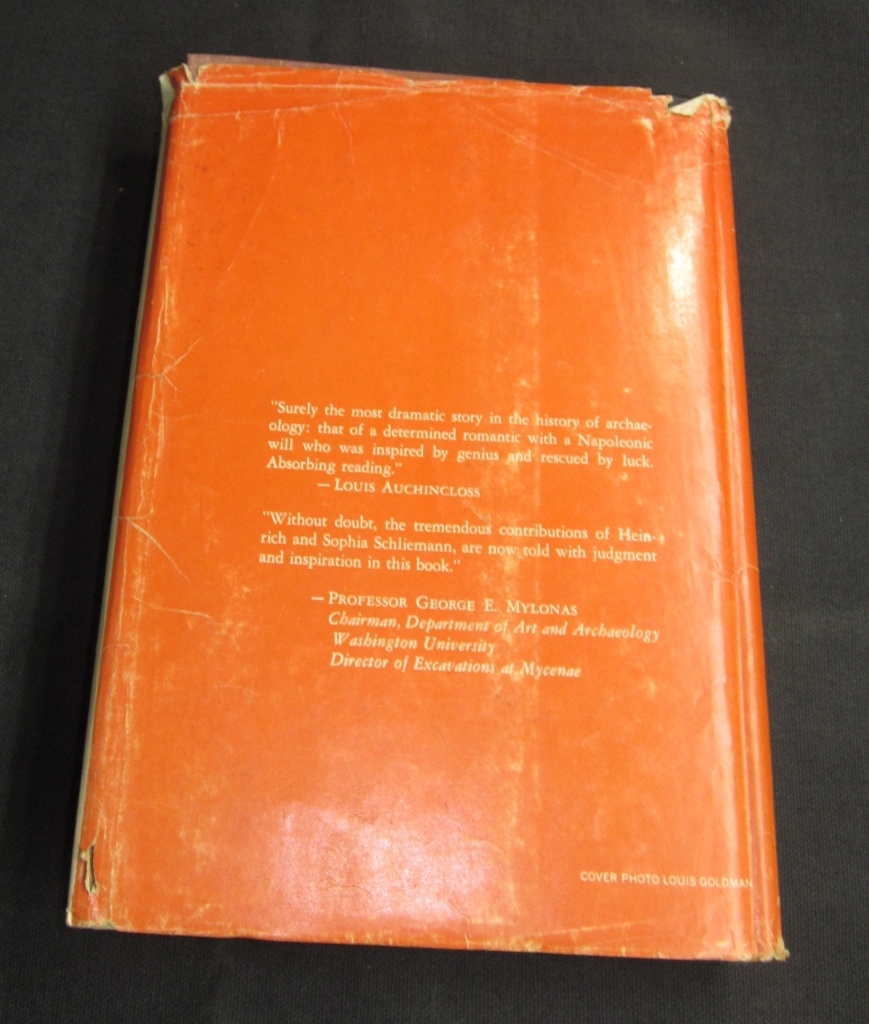 "Surely the most dramatic story in the history of archae-
ology: that of a determined romantic with a Napoleonic
will who was inspired by genius and rescued by luck.
Absorbing reading."
— LOUIS AUCHINCLOSS
"Without doubt, the tremendous contributions of Hein-
rich and Sophia Schliemann, are now told with judgment
and inspiration in this book."
— PROFESSOR GEORGE E. MYLONAS
Chairman, Department of Art and Archaeology
Washington University
Director of Excavations at Mycenae
COVER PHOTO LOUIS GOLDMAN